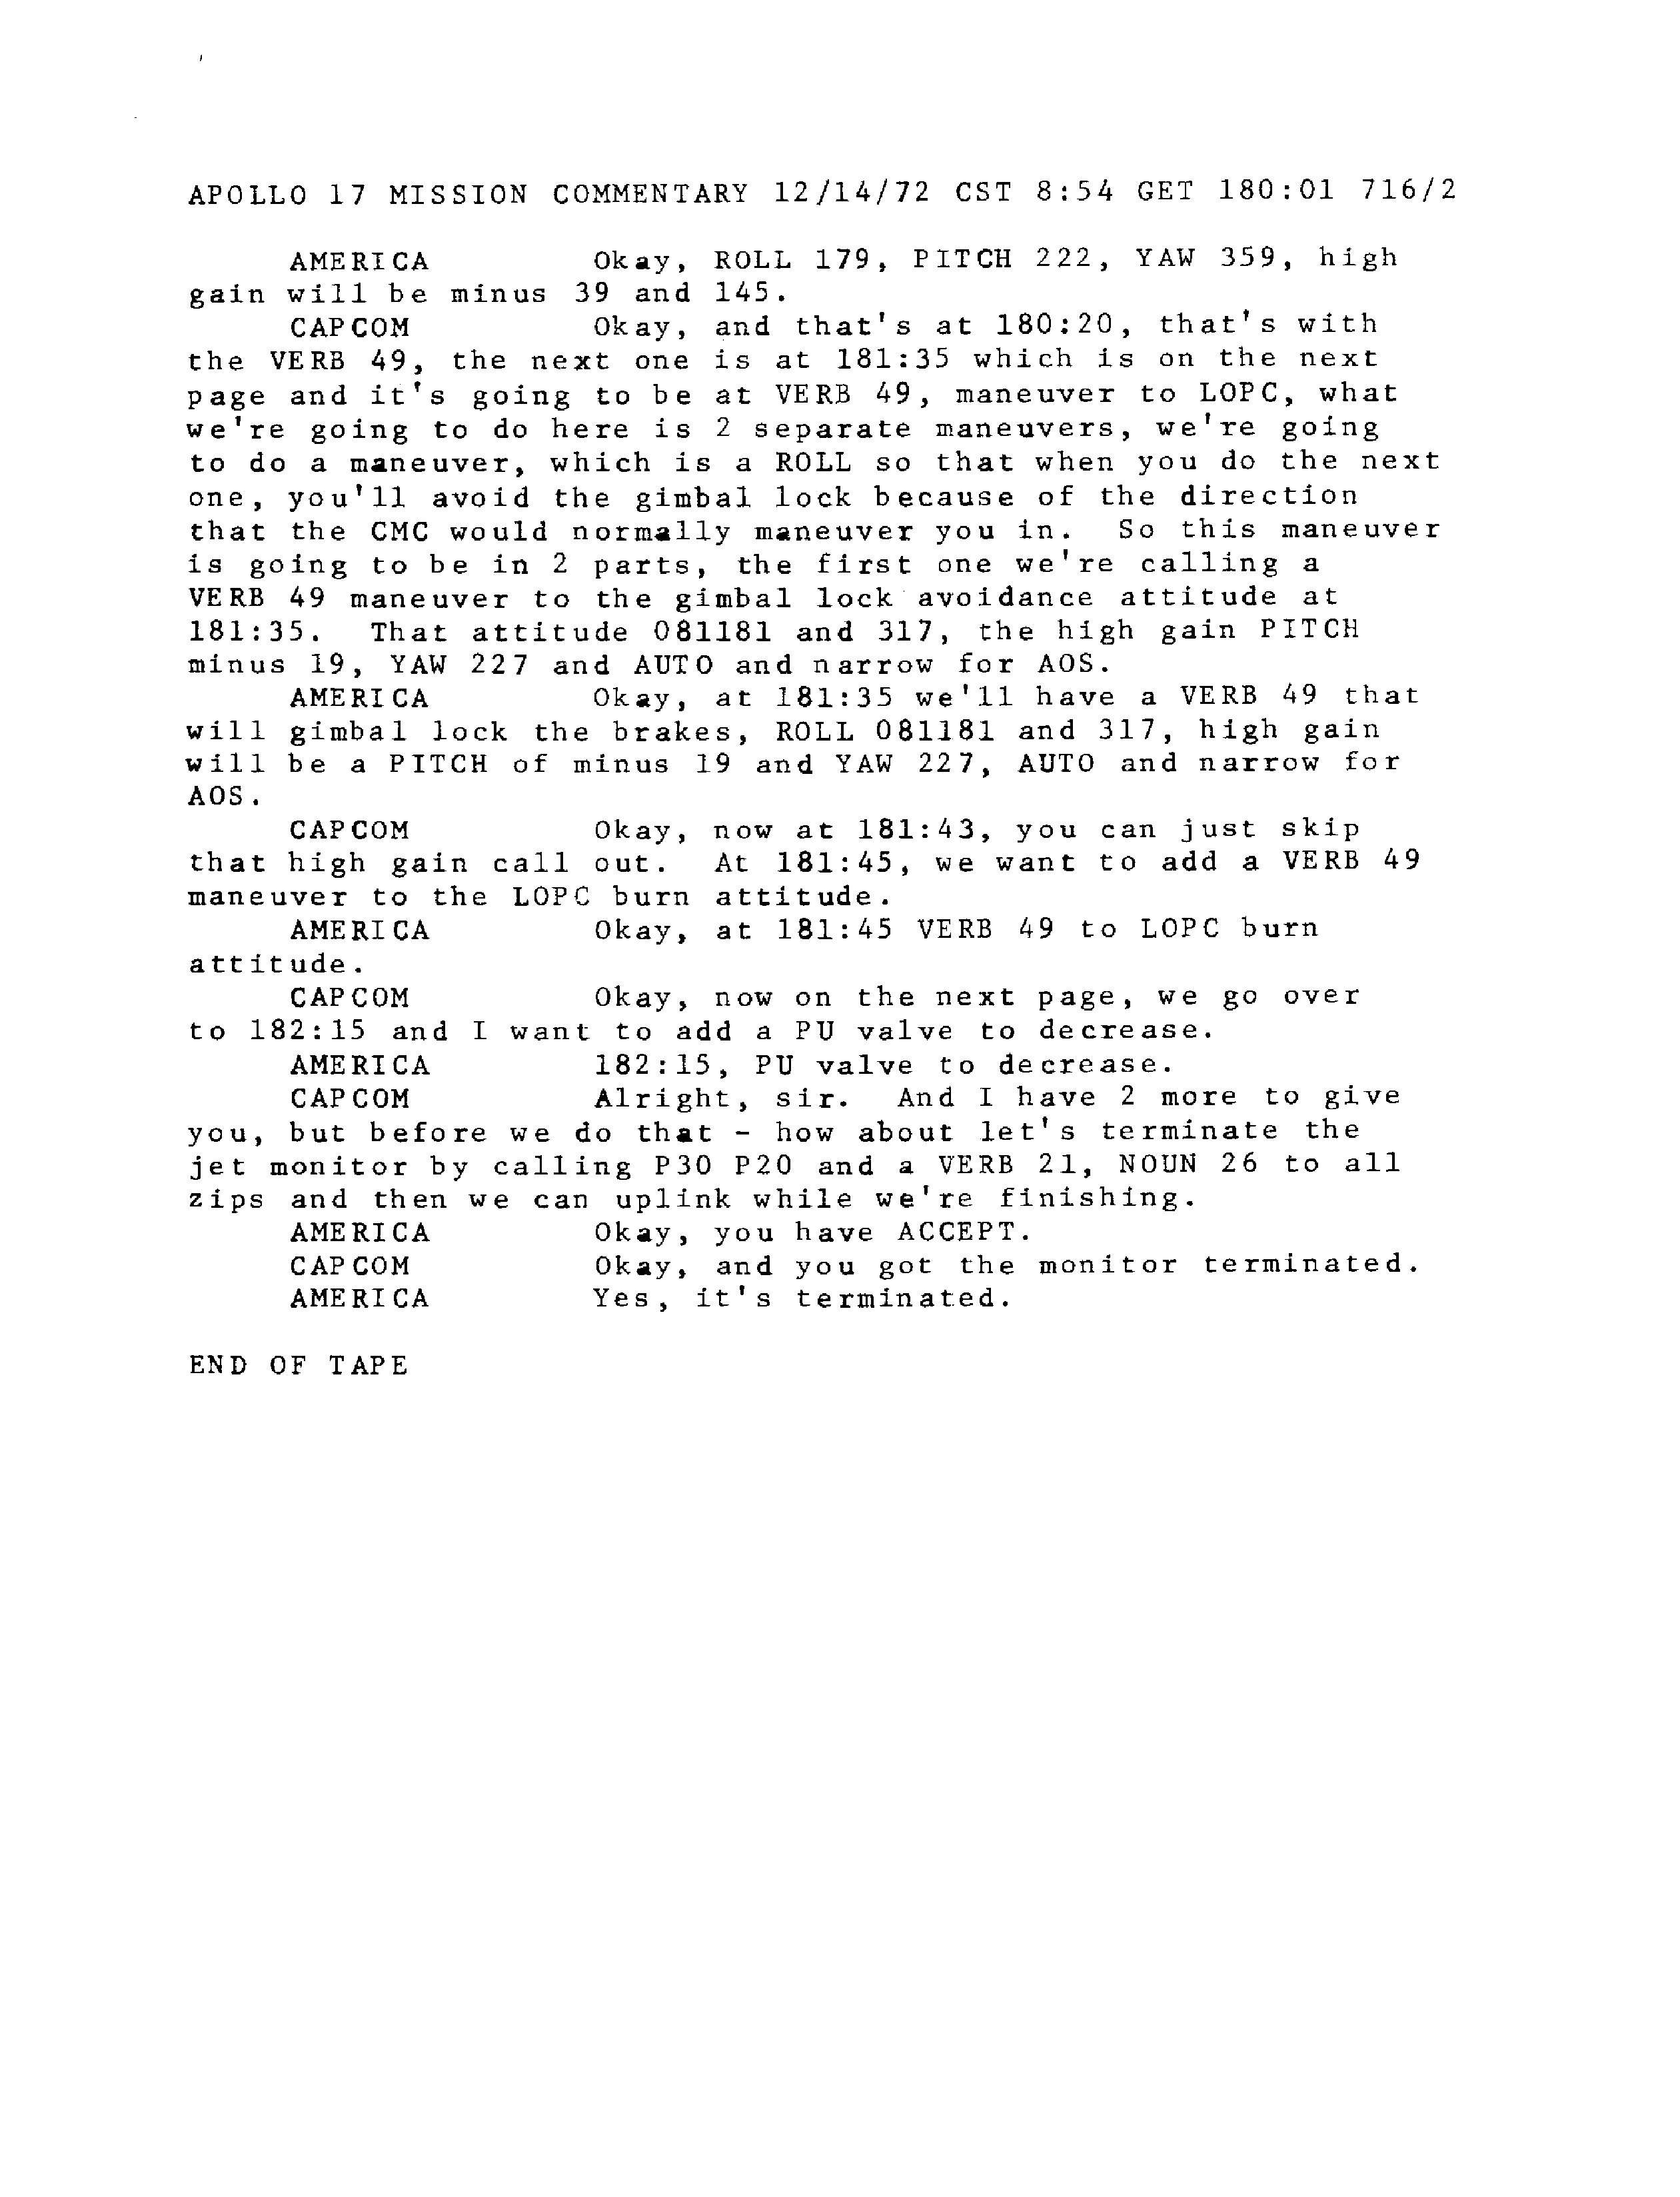 APOLLO 17 MISSION COMMENTARY 12/14/72 CST 8:54 GET 180:01 716/2
AMERICA Okay, ROLL 179, PITCH 222, YAW 359, high
gain will be minus 39 and 145.
CAPCOM Okay, and that's at 180:20, that's with
the VERB 49, the next one is at 181:35 which is on the next
page and it's going to be at VERB 49, maneuver to LOPC, what
we're going to do here is 2 separate maneuvers, we're going
to do a maneuver, which is a ROLL so that when you do the next
one, you'll avoid the gimbal lock because of the direction
that the CMC would normally maneuver you in. So this maneuver
is going to be in 2 parts, the first one we're calling a
VERB 49 maneuver to the gimbal lock avoidance attitude at
181:35. That attitude 081181 and 317, the high gain PITCH
minus 19, YAW 227 and AUTO and narrow for AOS.
AMERICA Okay, at 181:35 we'll have a VERB 49 that
will gimbal lock the brakes, ROLL 081181 and 317, high gain
will be a PITCH of minus 19 and YAW 227, AUTO and narrow for
AOS.
CAPCOM Okay, now at 181:43, you can just skip
that high gain call out. At 181:45, we want to add a VERB 49
maneuver to the LOPC burn attitude.
AMERICA Okay, at 181:45 VERB 49 to LOPC burn
attitude.
CAPCOM Okay, now on the next page, we go over
to 182:15 and I want to add a PU valve to decrease.
AMERICA 182:15, PU valve to decrease.
CAPCOM Alright, sir. And I have 2 more to give
you, but before we do that - how about let's terminate the
jet monitor by calling P30 P20 and a VERB 21, NOUN 26 to all
zips and then we can uplink while we're finishing.
AMERICA Okay, you have ACCEPT.
CAPCOM Okay, and you got the monitor terminated.
AMERICA Yes, it's terminated.
END OF TAPE